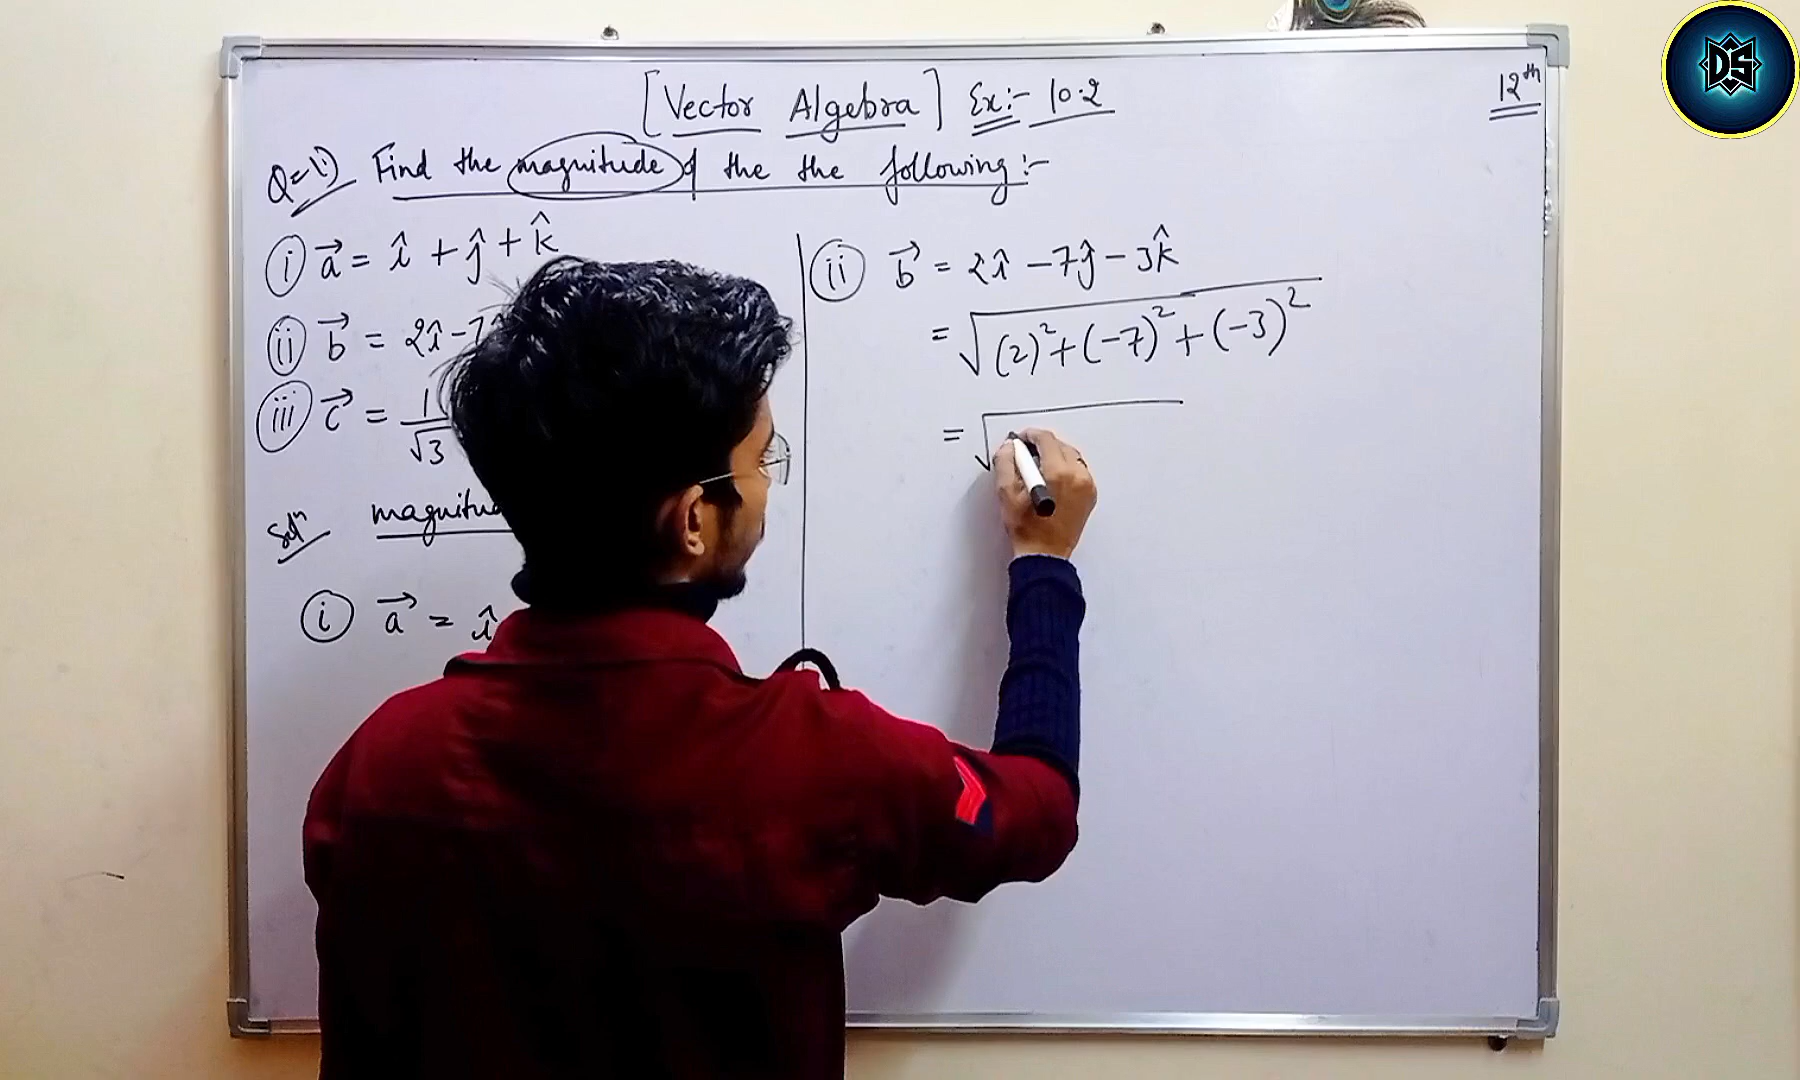 [Vector Algebra] Ex:- 10.2
12th
Q=1) Find the magnitude of the the following:-
(i) a⃗ = î + ĵ + k̂
(ii) b⃗ = 2î - 7
(iii) c⃗ = 1/√3
Solⁿ
(i) a⃗ = î
(ii) b⃗ = 2î - 7ĵ - 3k̂
= √(2)² + (-7)² + (-3)²
= √
DS